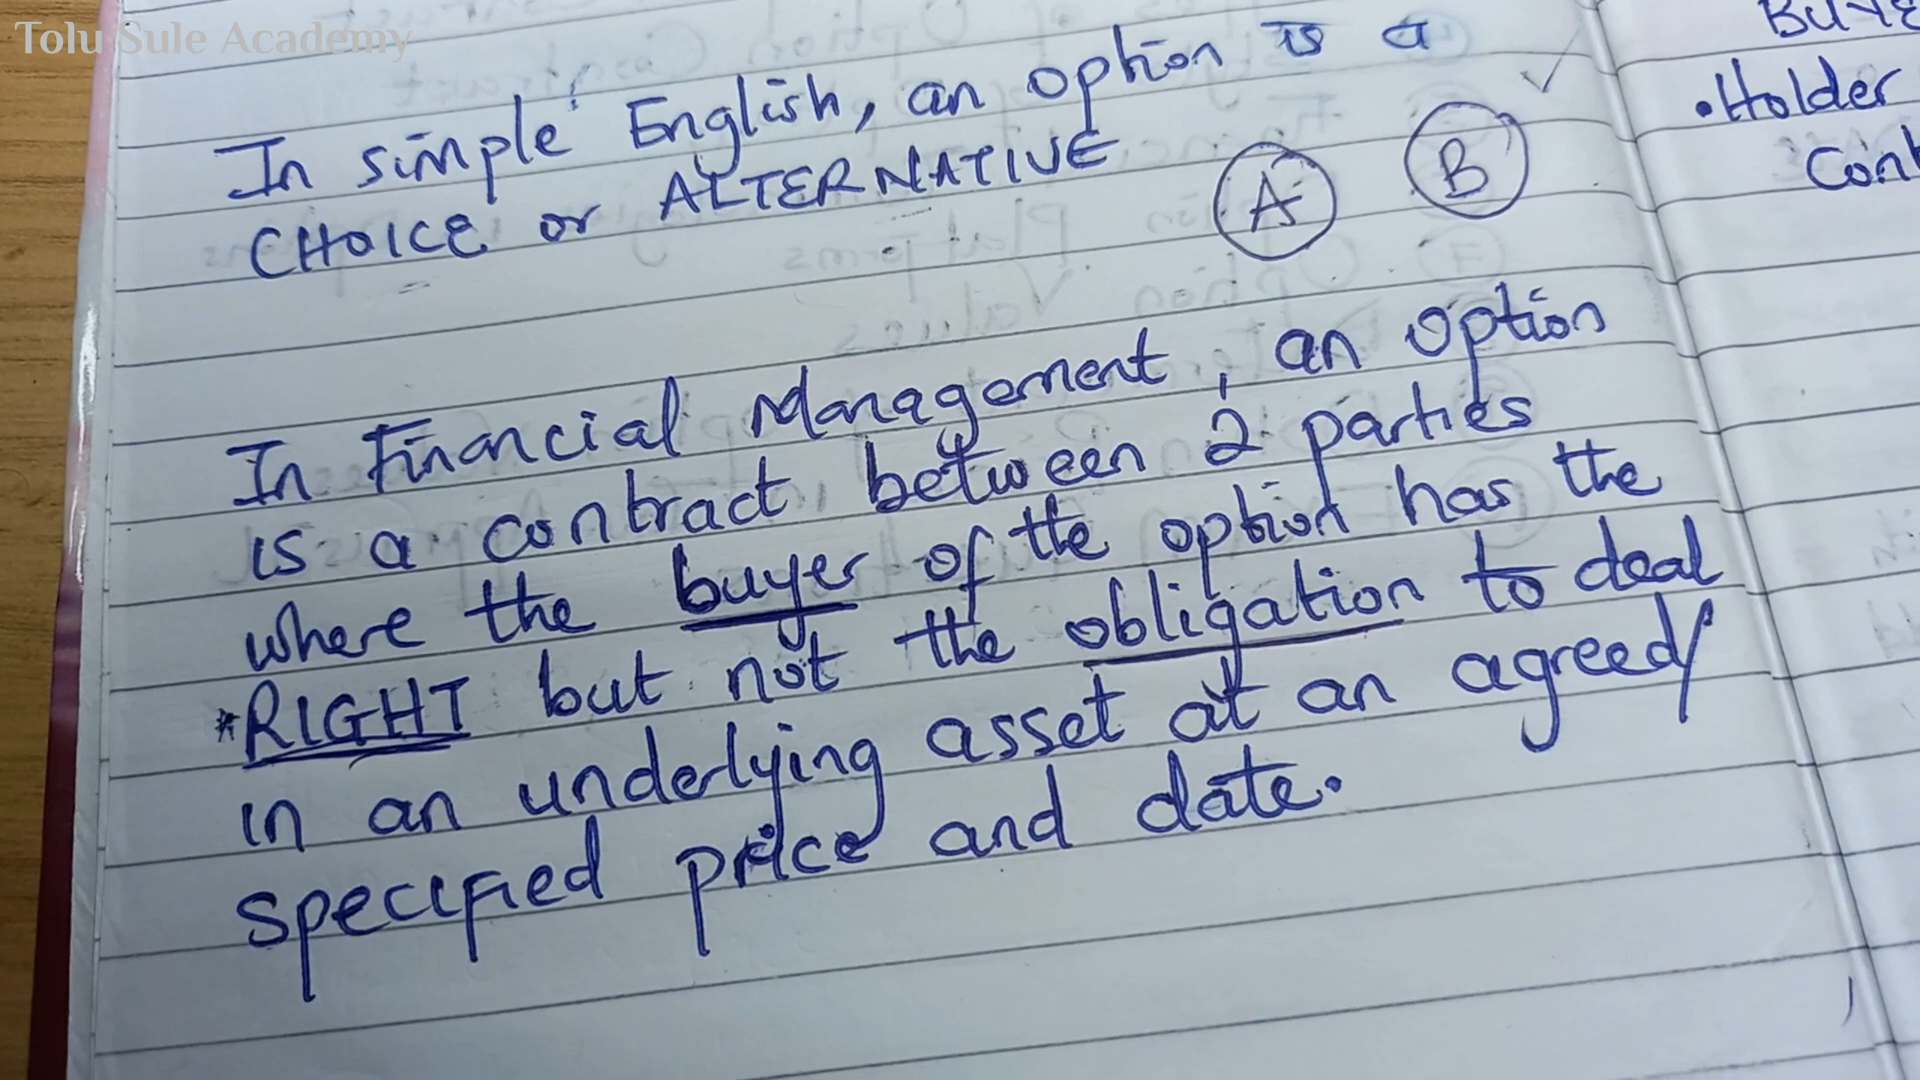 Tolu Sule Academy
In simple English, an option is a
CHOICE or ALTERNATIVE
A B
In Financial Management, an option
is a contract between 2 parties
where the buyer of the option has the
*RIGHT but not the obligation to deal
in an underlying asset at an agreed/
specified price and date.
•Holder